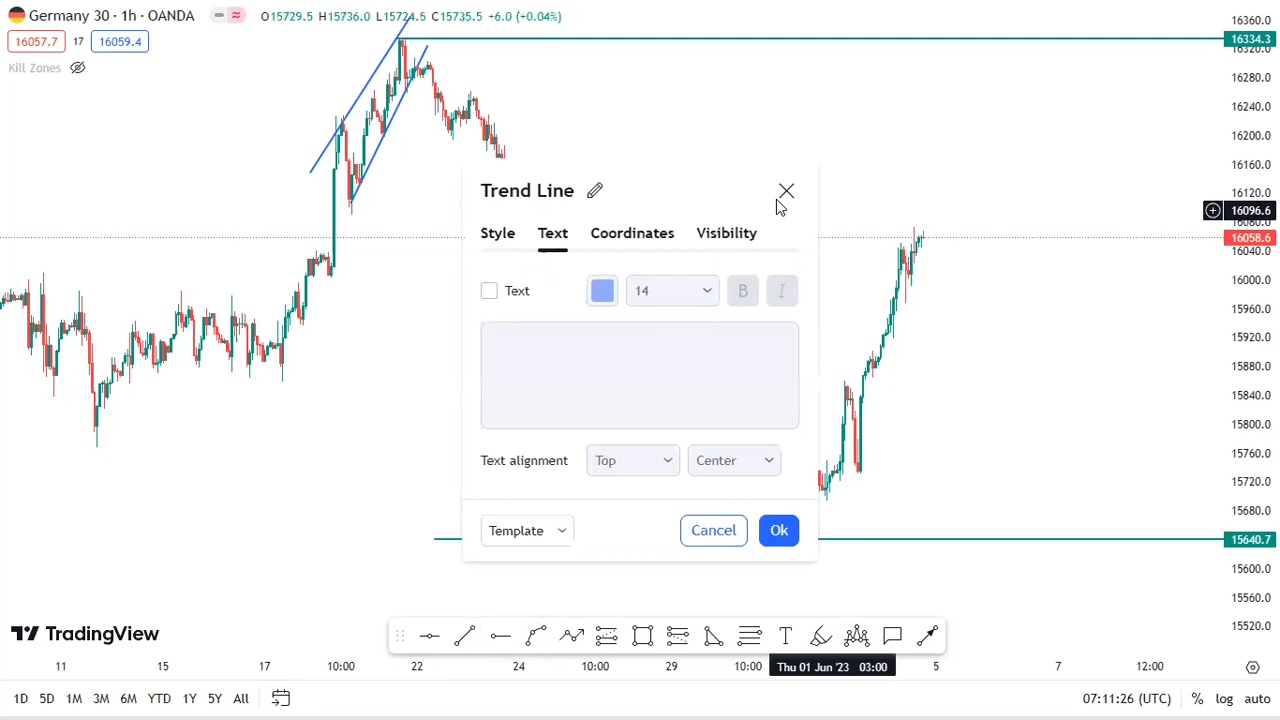 Germany 30 · 1h · OANDA
O15729.5 H15736.0 L15724.5 C15735.5 +6.0 (+0.04%)
16057.7 17 16059.4
Kill Zones
16360.0
16334.3
16320.0
16280.0
16240.0
16200.0
16160.0
16120.0
16096.6
16080.0
16058.6
16040.0
16000.0
15960.0
15920.0
15880.0
15840.0
15800.0
15760.0
15720.0
15680.0
15640.7
15600.0
15560.0
15520.0
Trend Line
Style Text Coordinates Visibility
Text 14 B I
Text alignment Top Center
Template Cancel Ok
TradingView
T
11 15 17 10:00 22 24 10:00 29 10:00 Thu 01 Jun '23 03:00 5 7 12:00
1D 5D 1M 3M 6M YTD 1Y 5Y All 07:11:26 (UTC) % log auto